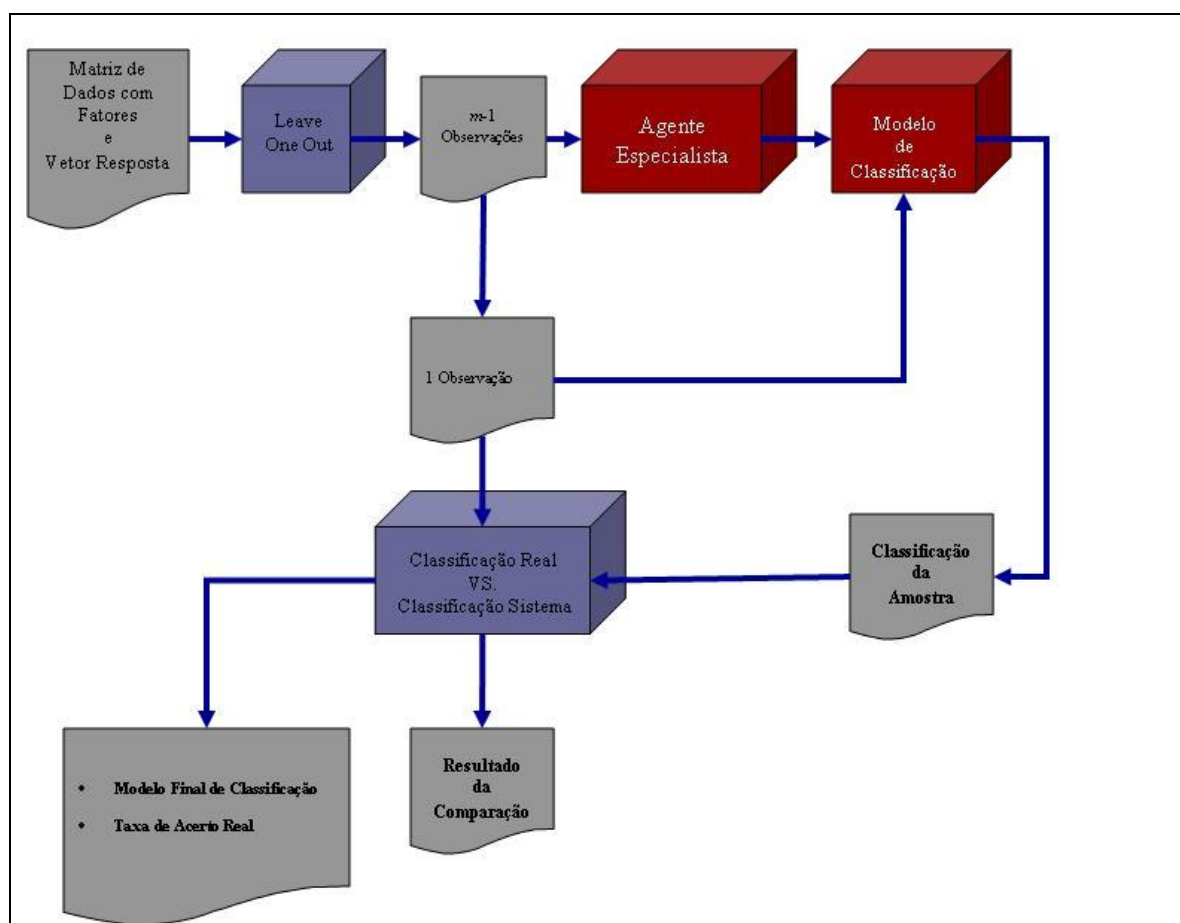 Matriz de
Dados com
Fatores
e
Vetor Resposta
Leave
One Out
m-1
Observações
Agente
Especialista
Modelo
de
Classificação
1 Observação
Classificação Real
VS.
Classificação Sistema
Classificação
da
Amostra
• Modelo Final de Classificação
• Taxa de Acerto Real
Resultado
da
Comparação